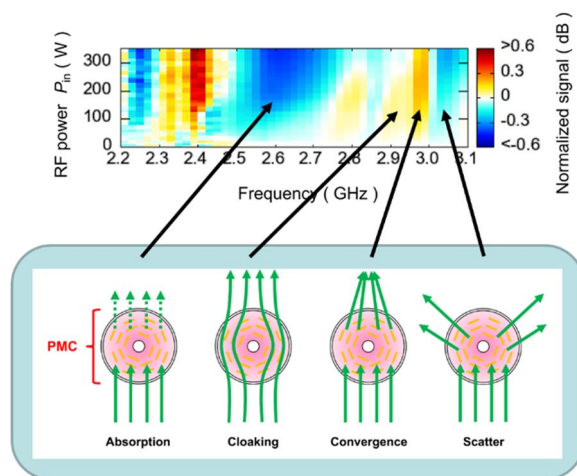 RF power Pin ( W )
300
200
100
0
2.2 2.3 2.4 2.5 2.6 2.7 2.8 2.9 3.0 3.1
Frequency ( GHz )
>0.6
0.3
0
-0.3
<-0.6
Normalized signal (dB)
PMC
Absorption Cloaking Convergence Scatter